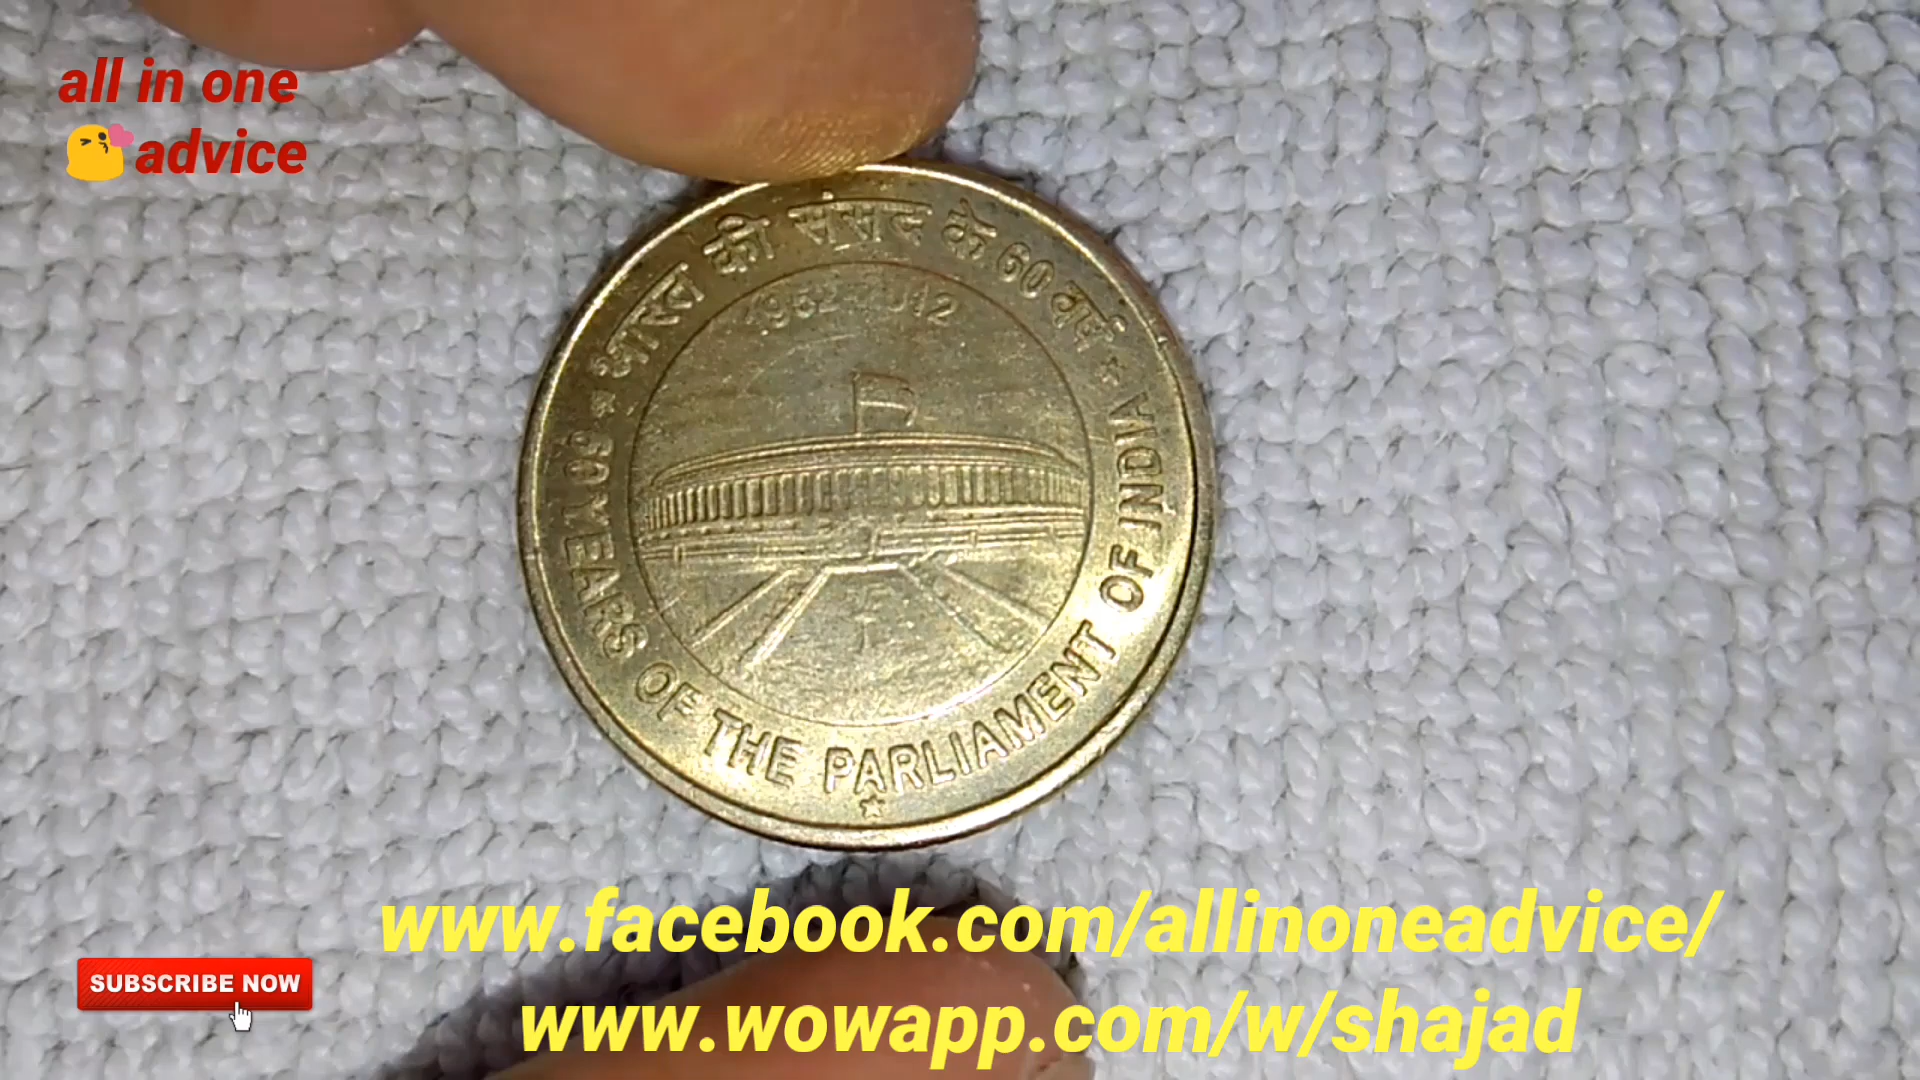 all in one
😘advice
भारत की संसद के 60 वर्ष
1952-2012
60 YEARS OF THE PARLIAMENT OF INDIA
www.facebook.com/allinoneadvice/
SUBSCRIBE NOW
www.wowapp.com/w/shajad